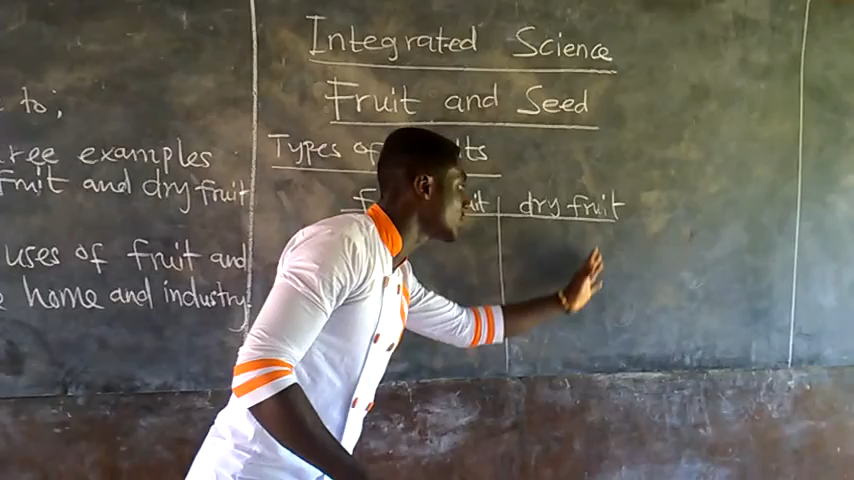 to;
three examples
fruit and dry fruit
uses of fruit and
home and industry
Integrated Science
Fruit and Seed
Types of
dry fruit